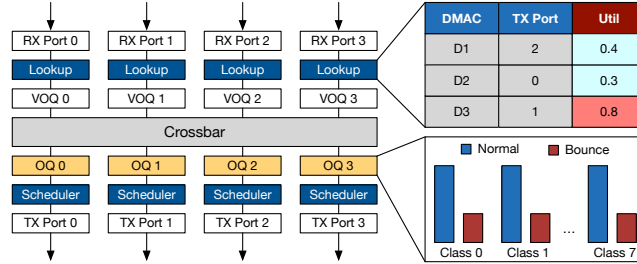 RX Port 0 RX Port 1 RX Port 2 RX Port 3
Lookup Lookup Lookup Lookup
VOQ 0 VOQ 1 VOQ 2 VOQ 3
Crossbar
OQ 0 OQ 1 OQ 2 OQ 3
Scheduler Scheduler Scheduler Scheduler
TX Port 0 TX Port 1 TX Port 2 TX Port 3
DMAC TX Port Util
D1 2 0.4
D2 0 0.3
D3 1 0.8
Normal Bounce
...
Class 0 Class 1 Class 7